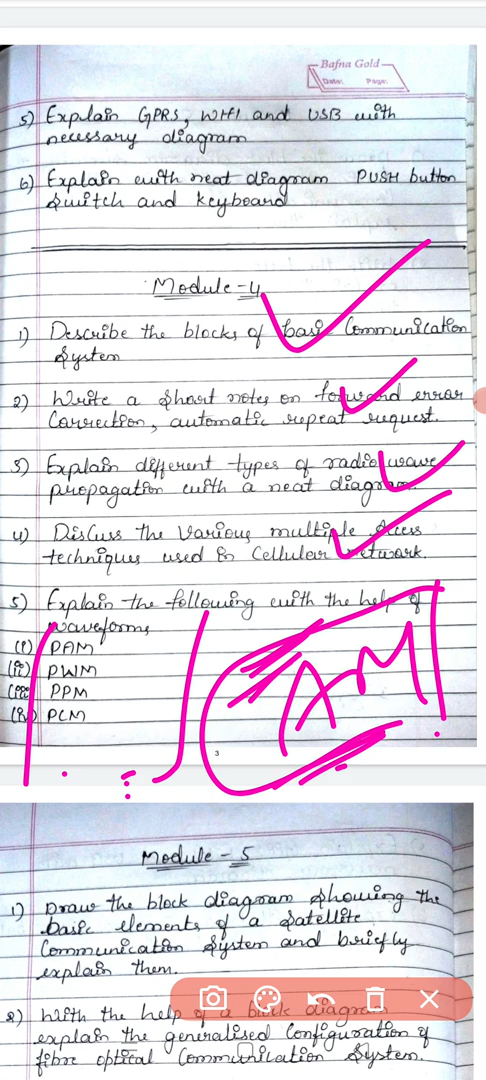 Bafna Gold
Date: Page:
5) Explain GPRS, WIFI and USB with
necessary diagram
6) Explain with neat diagram PUSH button
Switch and keyboard
Module-4
1) Describe the blocks of basic Communication
System
2) Write a short notes on forward error
Correction, automatic repeat request.
3) Explain different types of radio wave
propagation with a neat diagram.
4) Discuss the various multiple access
techniques used in Cellular network.
5) Explain the following with the help of
waveforms
(i) PAM
(ii) PWM
(iii) PPM
(iv) PCM
3
Module-5
1) Draw the block diagram showing the
basic elements of a Satellite
Communication System and briefly
explain them.
2) With the help of a block diagram
explain the generalised Configuration of
fibre optical Communication System.